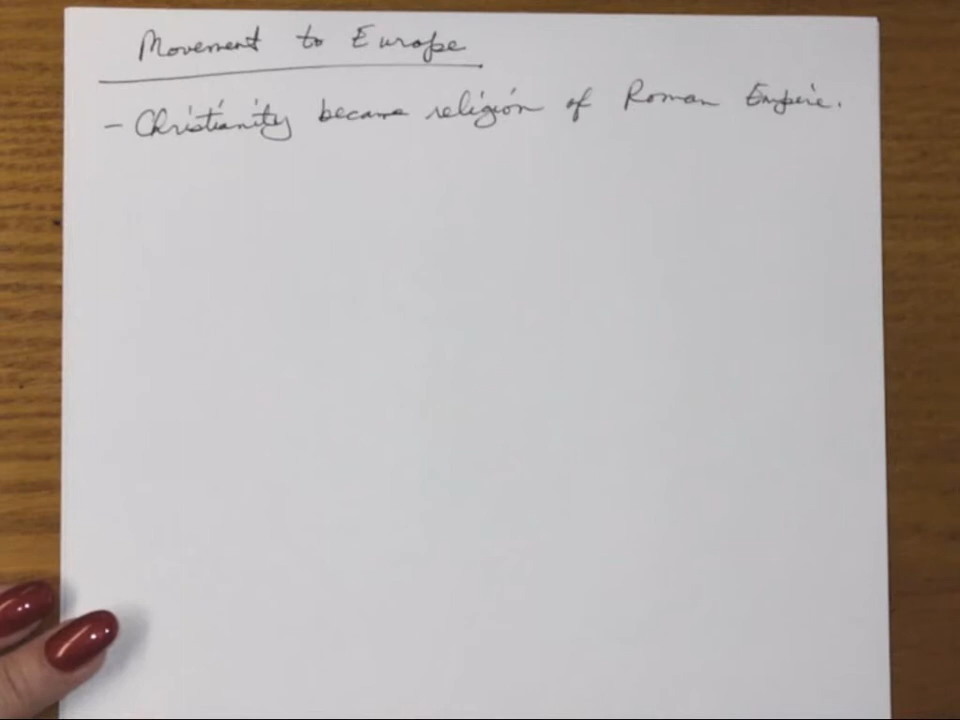 Movement to Europe
- Christianity became religion of Roman Empire.